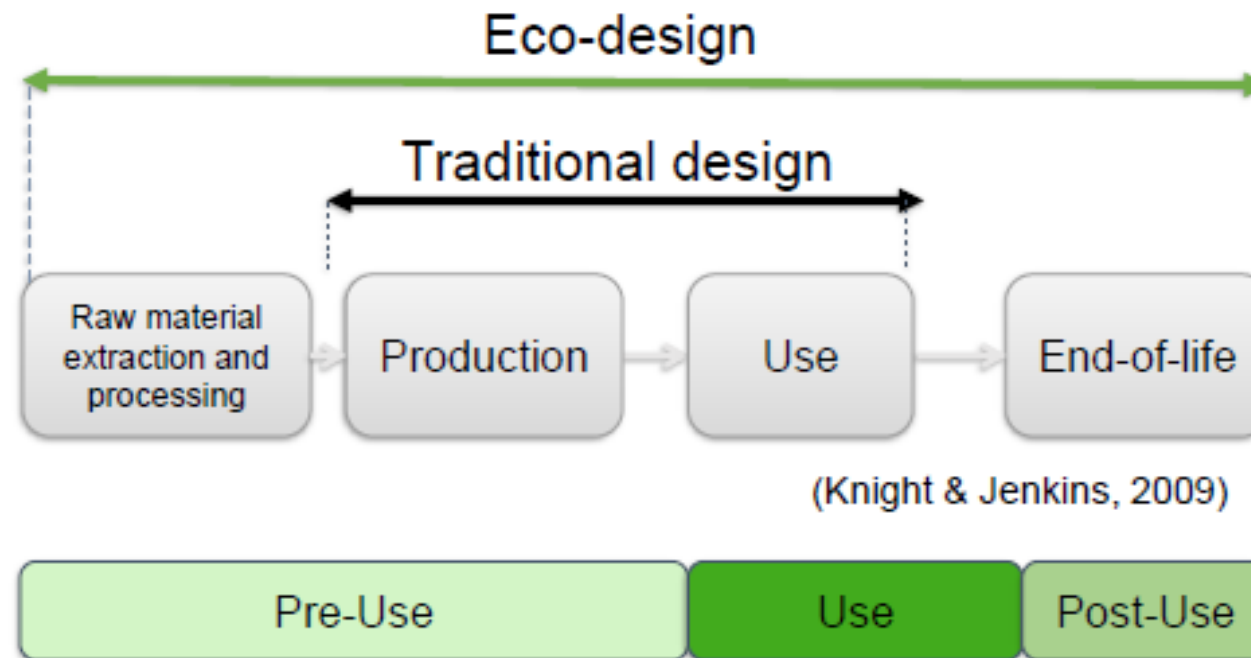 Eco-design
Traditional design
Raw material
extraction and
processing
Production
Use
End-of-life
(Knight & Jenkins, 2009)
Pre-Use
Use
Post-Use